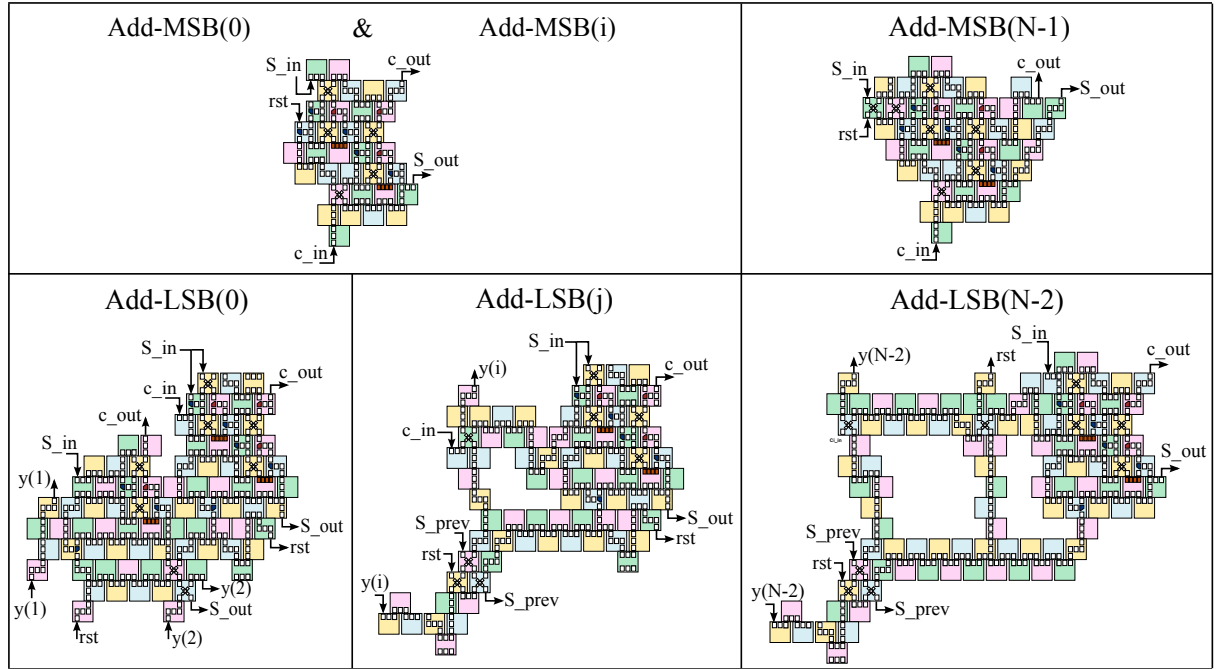 Add-MSB(0) & Add-MSB(i)
S_in
c_out
rst
S_out
c_in
Add-MSB(N-1)
S_in
c_out
S_out
rst
c_in
Add-LSB(0)
S_in
c_in
c_out
c_out
S_in
y(1)
S_out
rst
y(1)
y(2)
S_out
rst
y(2)
Add-LSB(j)
S_in
y(i)
c_out
c_in
S_out
S_prev
rst
rst
y(i)
S_prev
Add-LSB(N-2)
S_in
y(N-2)
rst
c_out
Ci_in
S_out
S_prev
rst
y(N-2)
S_prev